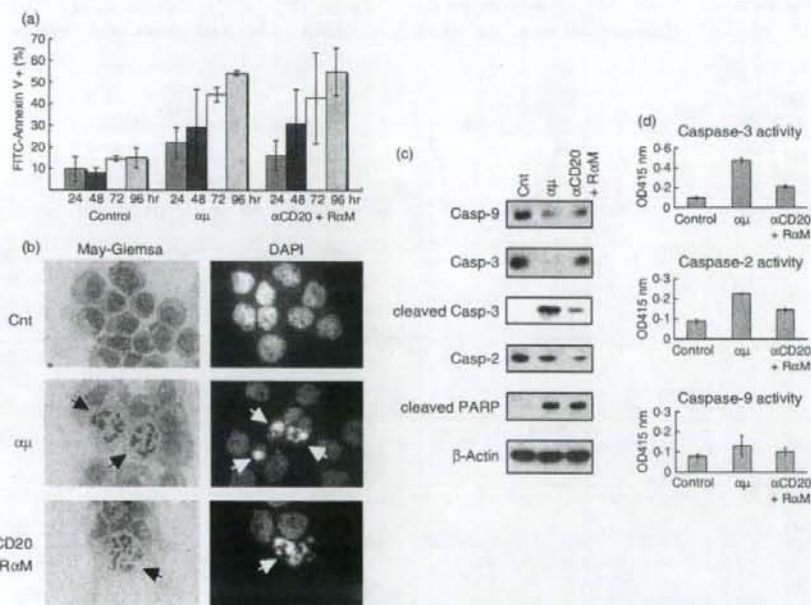 (a)
FITC-Annexin V + (%)
70
60
50
40
30
20
10
24 48 72 96 hr 24 48 72 96 hr 24 48 72 96 hr
Control αμ αCD20 + RαM
(b)
May-Giemsa DAPI
Cnt
αμ
CD20
RαM
(c)
Cnt
αμ
αCD20
+ RαM
Casp-9
Casp-3
cleaved Casp-3
Casp-2
cleaved PARP
β-Actin
(d)
Caspase-3 activity
OD415 nm
0·6
0·4
0·2
0
Control αμ αCD20
+ RαM
Caspase-2 activity
OD415 nm
0·3
0·2
0·1
0
Control αμ αCD20
+ RαM
Caspase-9 activity
OD415 nm
0·3
0·2
0·1
0
Control αμ αCD20
+ RαM